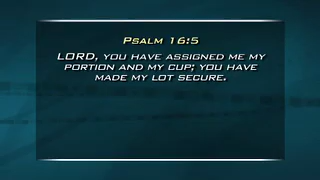 Psalm 16:5
LORD, you have assigned me my
portion and my cup; you have
made my lot secure.